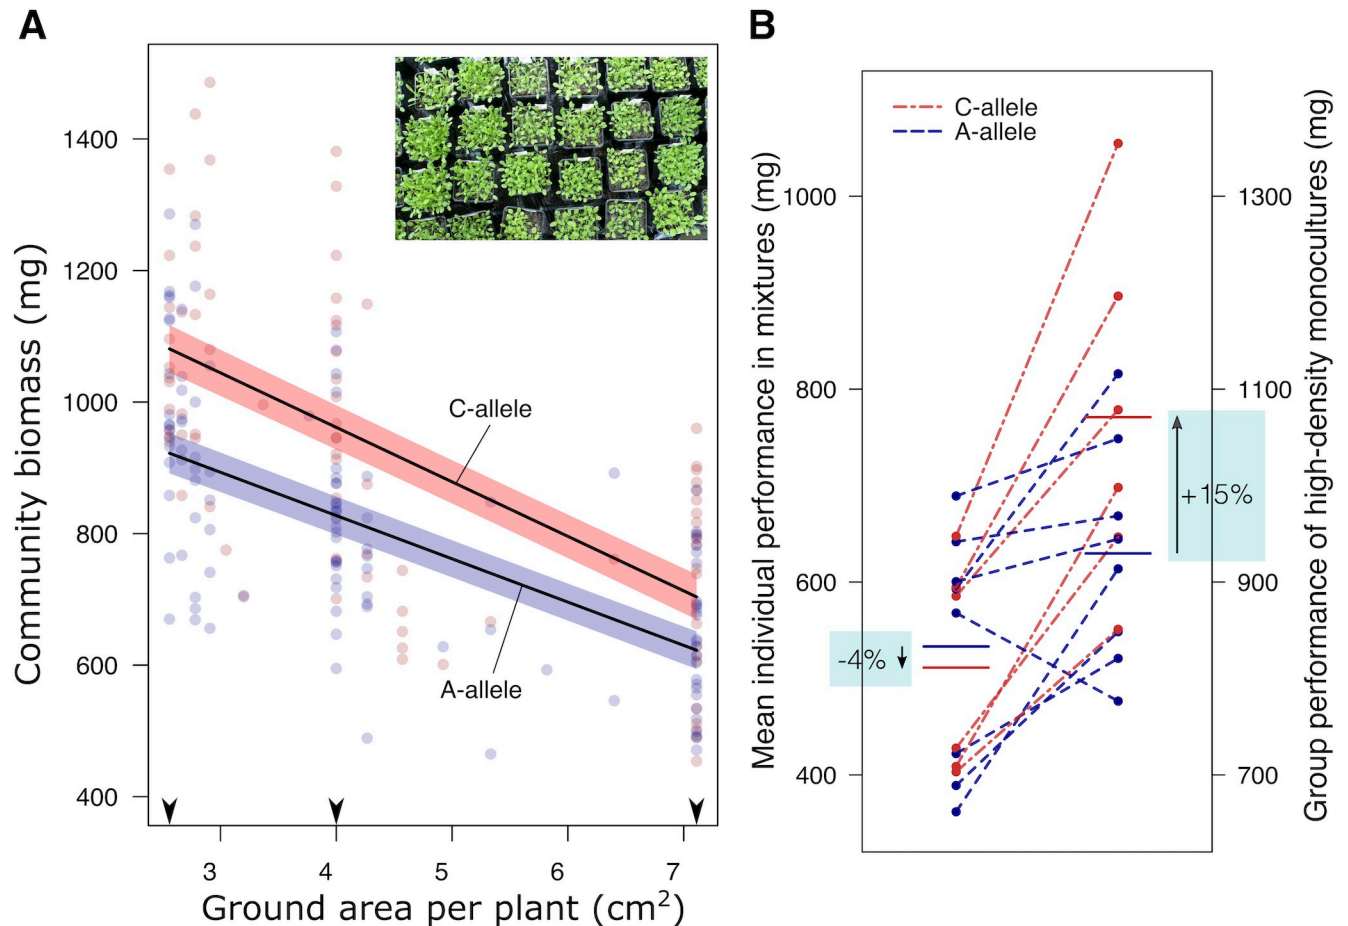 A
Community biomass (mg)
1400
1200
1000
800
600
400
C-allele
A-allele
3
4
5
6
7
Ground area per plant (cm²)
B
C-allele
A-allele
Mean individual performance in mixtures (mg)
1000
800
600
400
-4%
+15%
1300
1100
900
700
Group performance of high-density monocultures (mg)